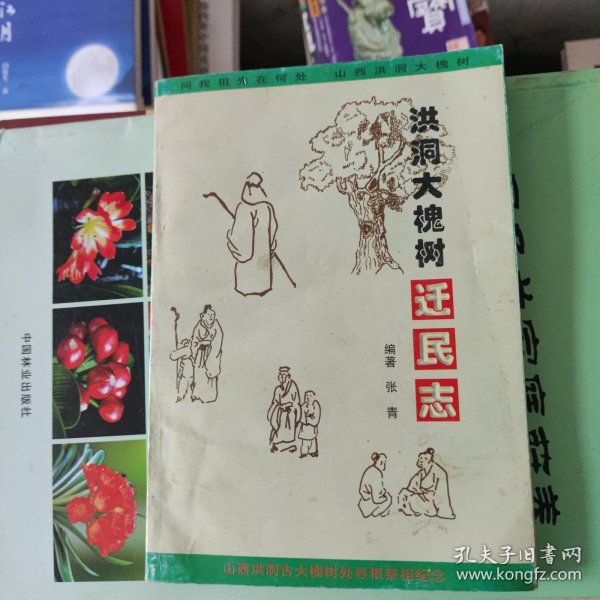 问我祖先在何处 山西洪洞大槐树
洪洞大槐树
迁民志
编著 张青
山西洪洞古大槐树处寻根祭祖纪念
中国林业出版社
孔夫子旧书网
www.kongfz.com